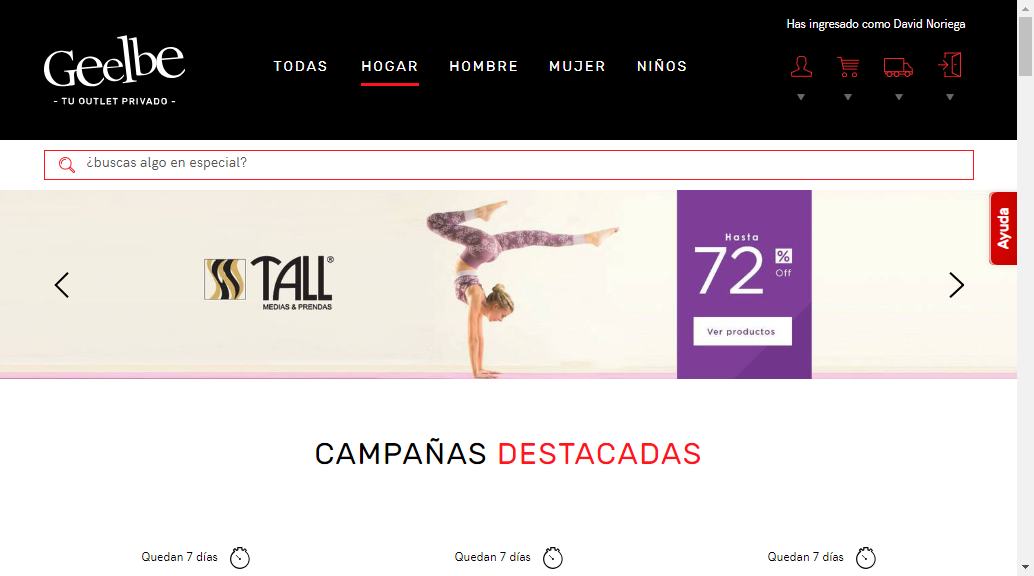 Has ingresado como David Noriega
Geelbe
- TU OUTLET PRIVADO -
TODAS HOGAR HOMBRE MUJER NIÑOS
¿buscas algo en especial?
Ayuda
TALL®
MEDIAS & PRENDAS
Hasta
72 % Off
Ver productos
CAMPAÑAS DESTACADAS
Quedan 7 días Quedan 7 días Quedan 7 días